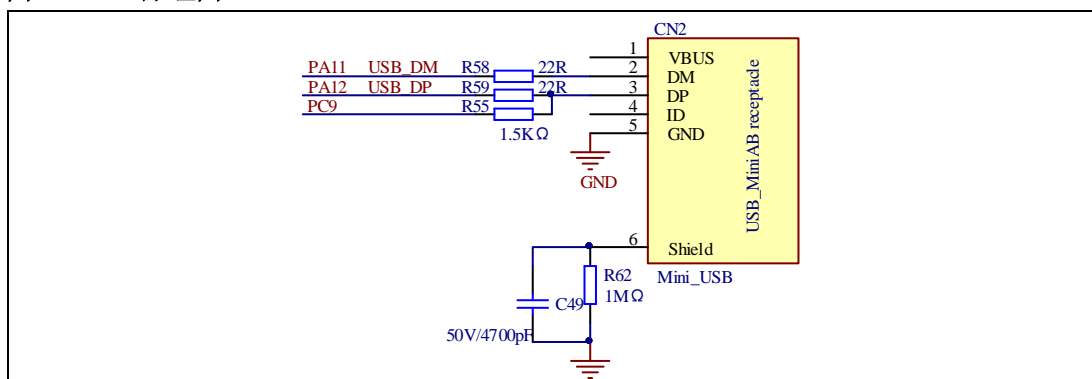 CN2
1 VBUS
PA11 USB_DM R58 22R 2 DM
PA12 USB_DP R59 22R 3 DP
PC9 R55 4 ID
1.5KΩ 5 GND
GND
USB_MiniAB receptacle
6 Shield
R62 Mini_USB
C49 1MΩ
50V/4700pF